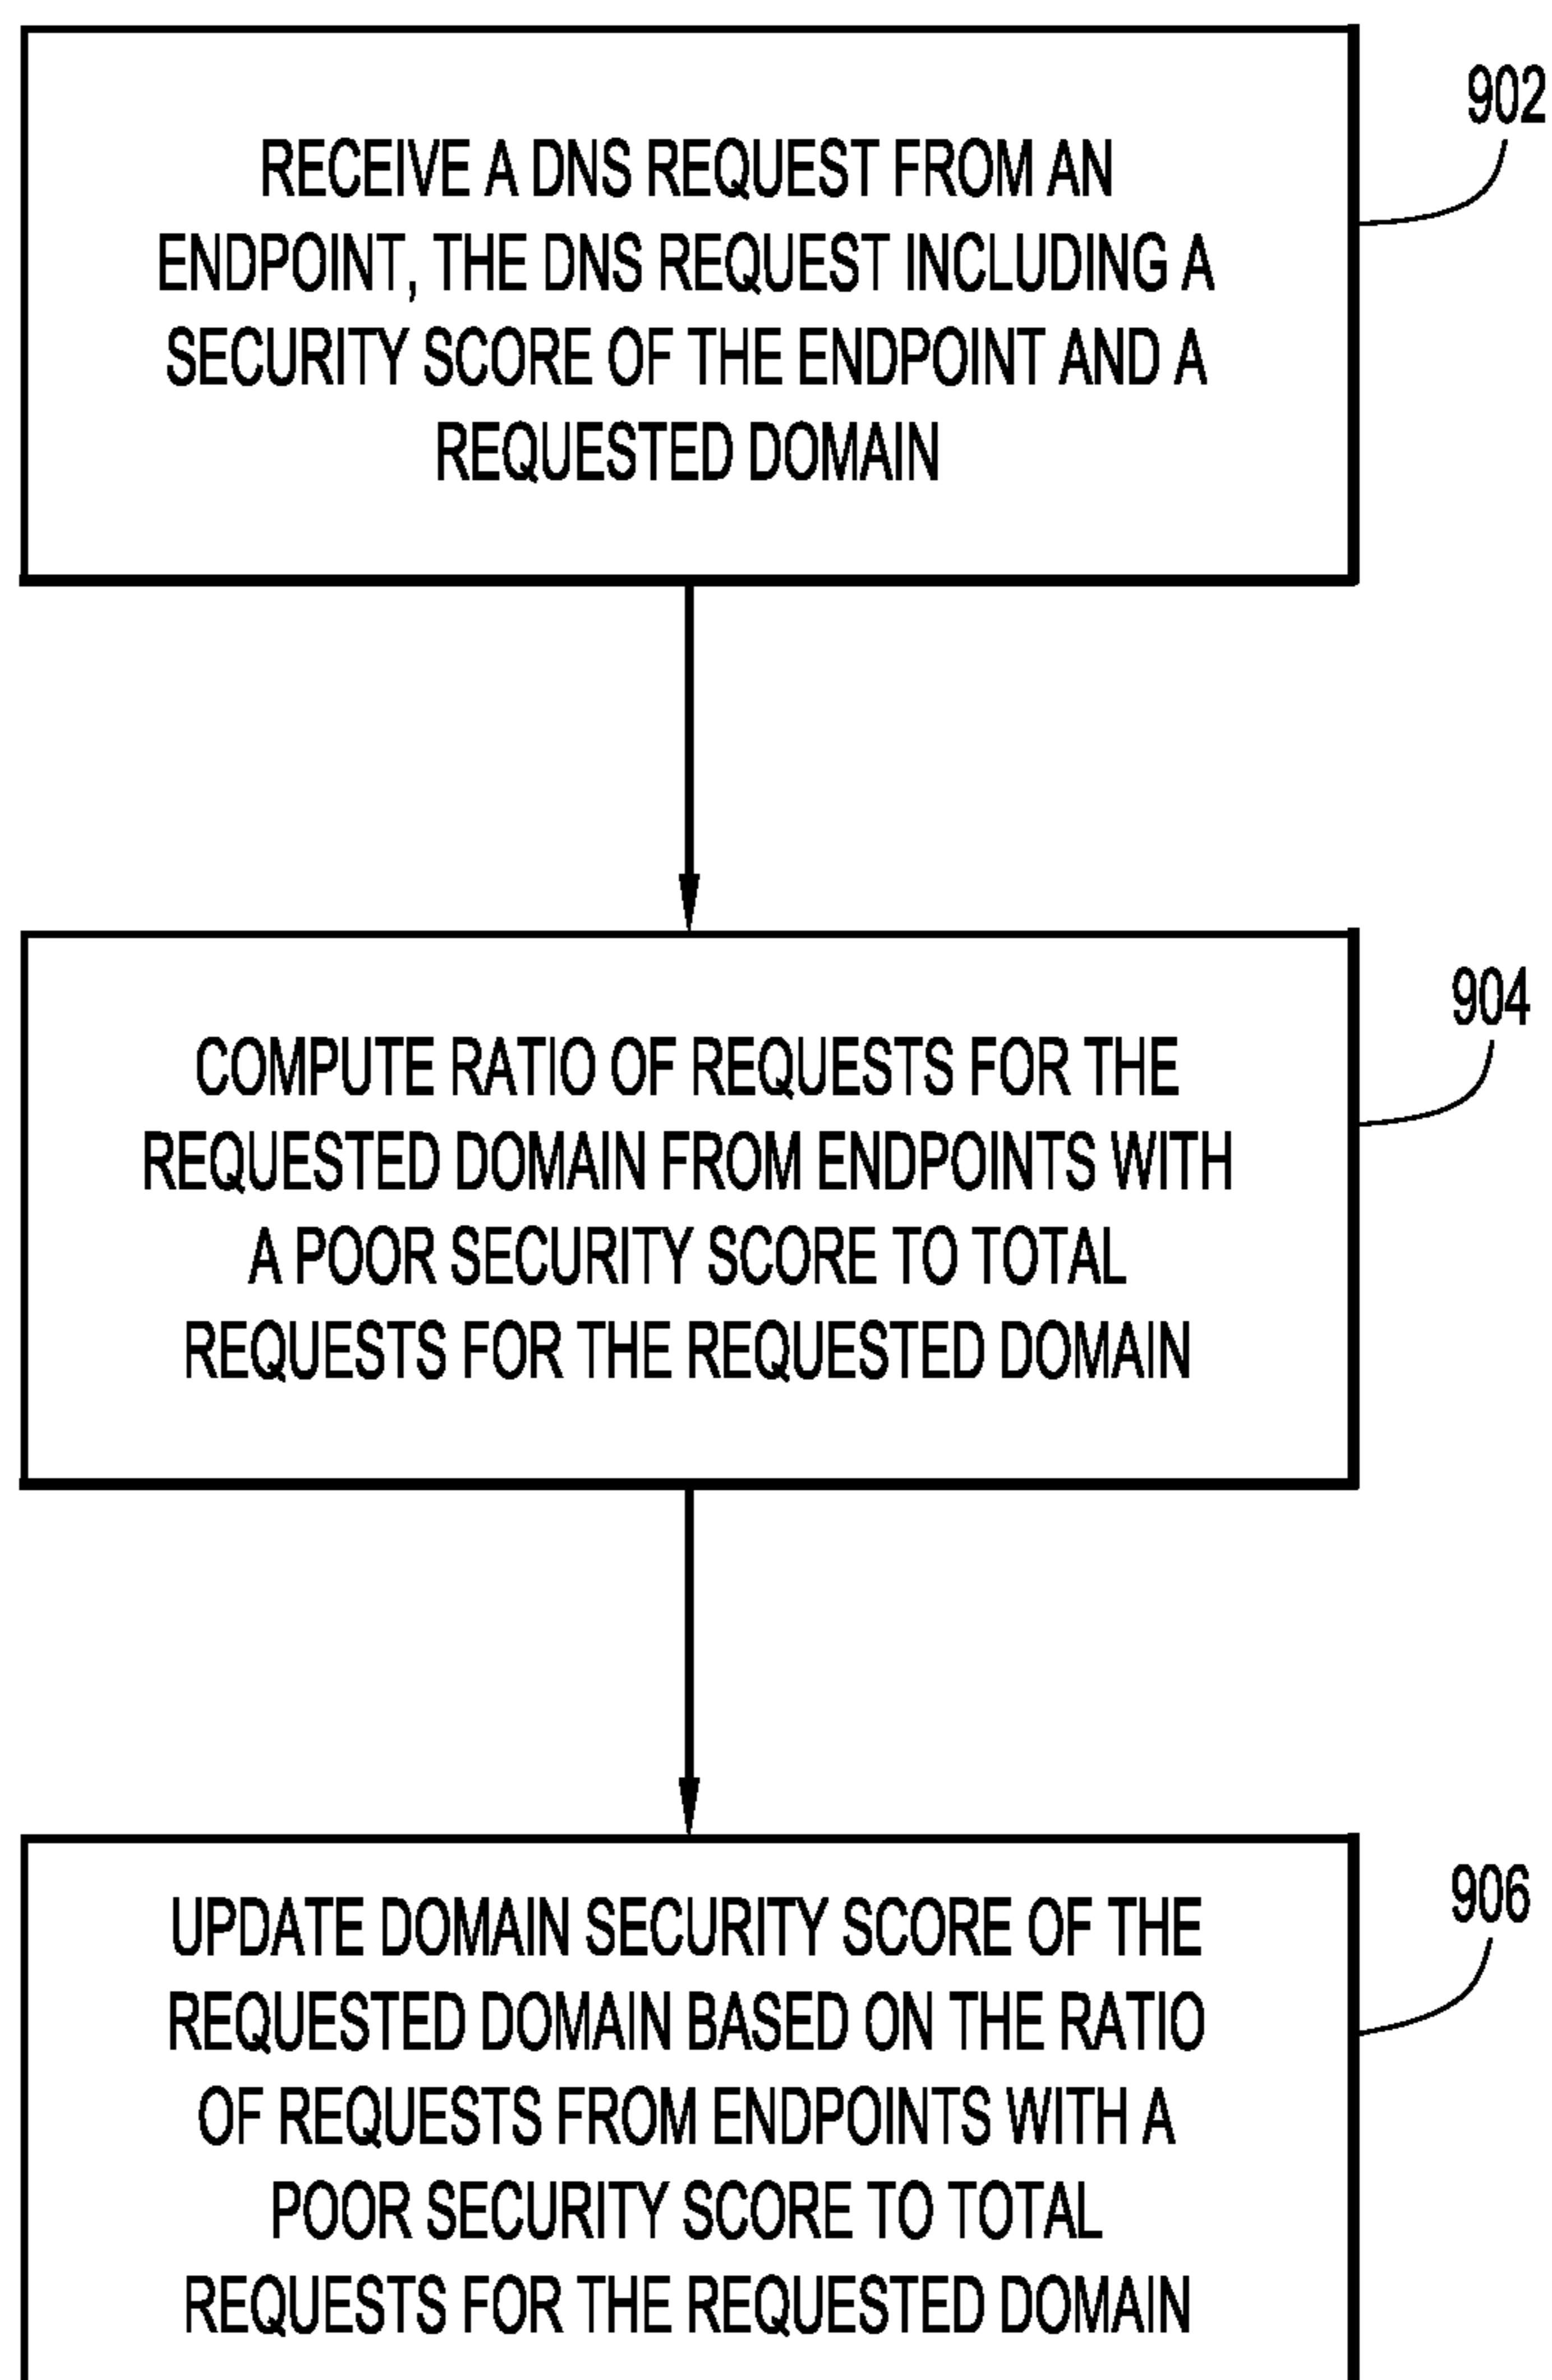 902
RECEIVE A DNS REQUEST FROM AN
ENDPOINT, THE DNS REQUEST INCLUDING A
SECURITY SCORE OF THE ENDPOINT AND A
REQUESTED DOMAIN
904
COMPUTE RATIO OF REQUESTS FOR THE
REQUESTED DOMAIN FROM ENDPOINTS WITH
A POOR SECURITY SCORE TO TOTAL
REQUESTS FOR THE REQUESTED DOMAIN
906
UPDATE DOMAIN SECURITY SCORE OF THE
REQUESTED DOMAIN BASED ON THE RATIO
OF REQUESTS FROM ENDPOINTS WITH A
POOR SECURITY SCORE TO TOTAL
REQUESTS FOR THE REQUESTED DOMAIN